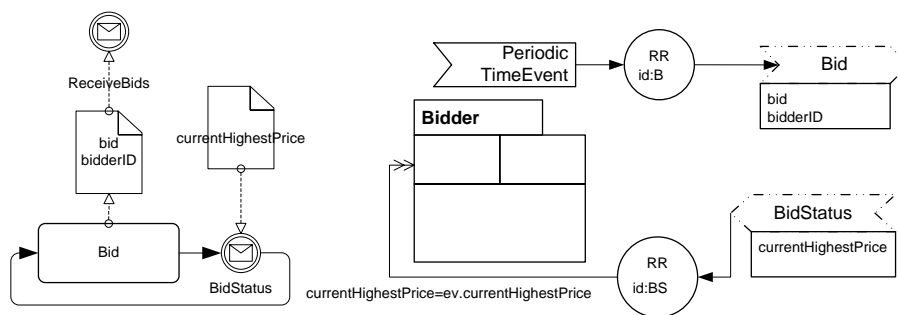 ReceiveBids
bid
bidderID
currentHighestPrice
Bid
BidStatus
Periodic
TimeEvent
RR
id:B
Bid
bid
bidderID
Bidder
BidStatus
currentHighestPrice
RR
id:BS
currentHighestPrice=ev.currentHighestPrice